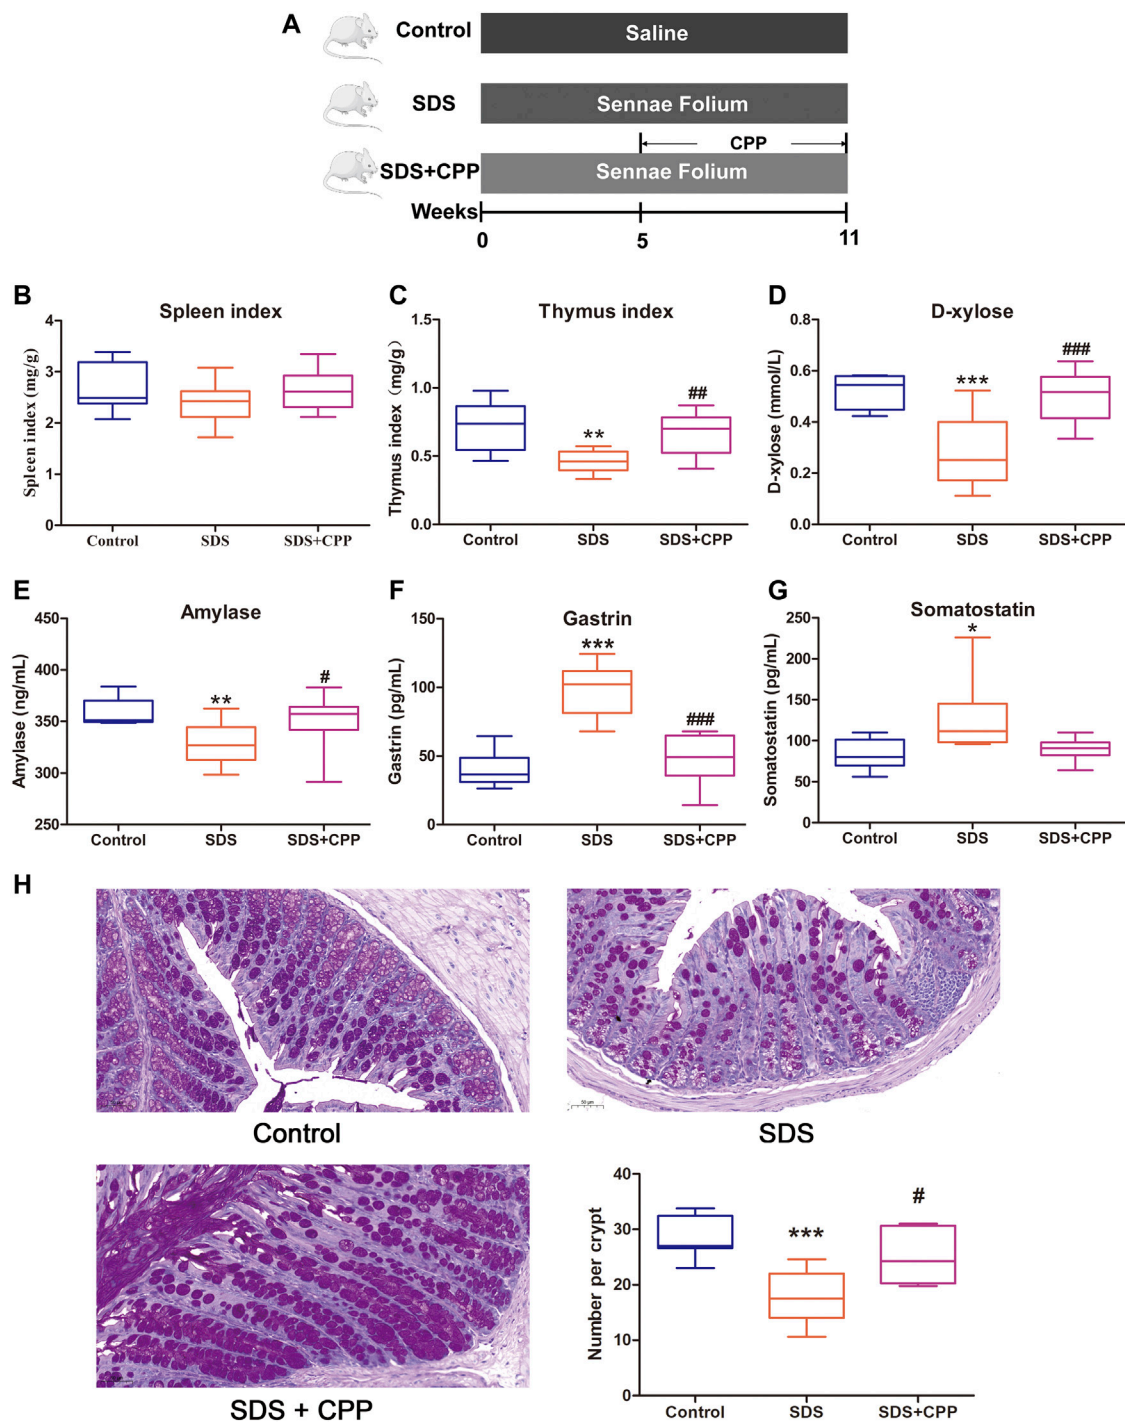 A
Control
Saline
SDS
Sennae Folium
CPP
SDS+CPP
Sennae Folium
Weeks
0
5
11
B
Spleen index
Spleen index (mg/g)
4
3
2
1
0
Control
SDS
SDS+CPP
C
Thymus index
Thymus index (mg/g)
1.5
1.0
0.5
0.0
**
##
Control
SDS
SDS+CPP
D
D-xylose
D-xylose (mmol/L)
0.8
0.6
0.4
0.2
0.0
***
###
Control
SDS
SDS+CPP
E
Amylase
Amylase (ng/mL)
450
400
350
300
250
**
#
Control
SDS
SDS+CPP
F
Gastrin
Gastrin (pg/mL)
150
100
50
0
***
###
Control
SDS
SDS+CPP
G
Somatostatin
Somatostatin (pg/mL)
250
200
150
100
50
0
*
Control
SDS
SDS+CPP
H
Control
50 μm
SDS
SDS + CPP
Number per crypt
40
30
20
10
0
***
#
Control
SDS
SDS+CPP